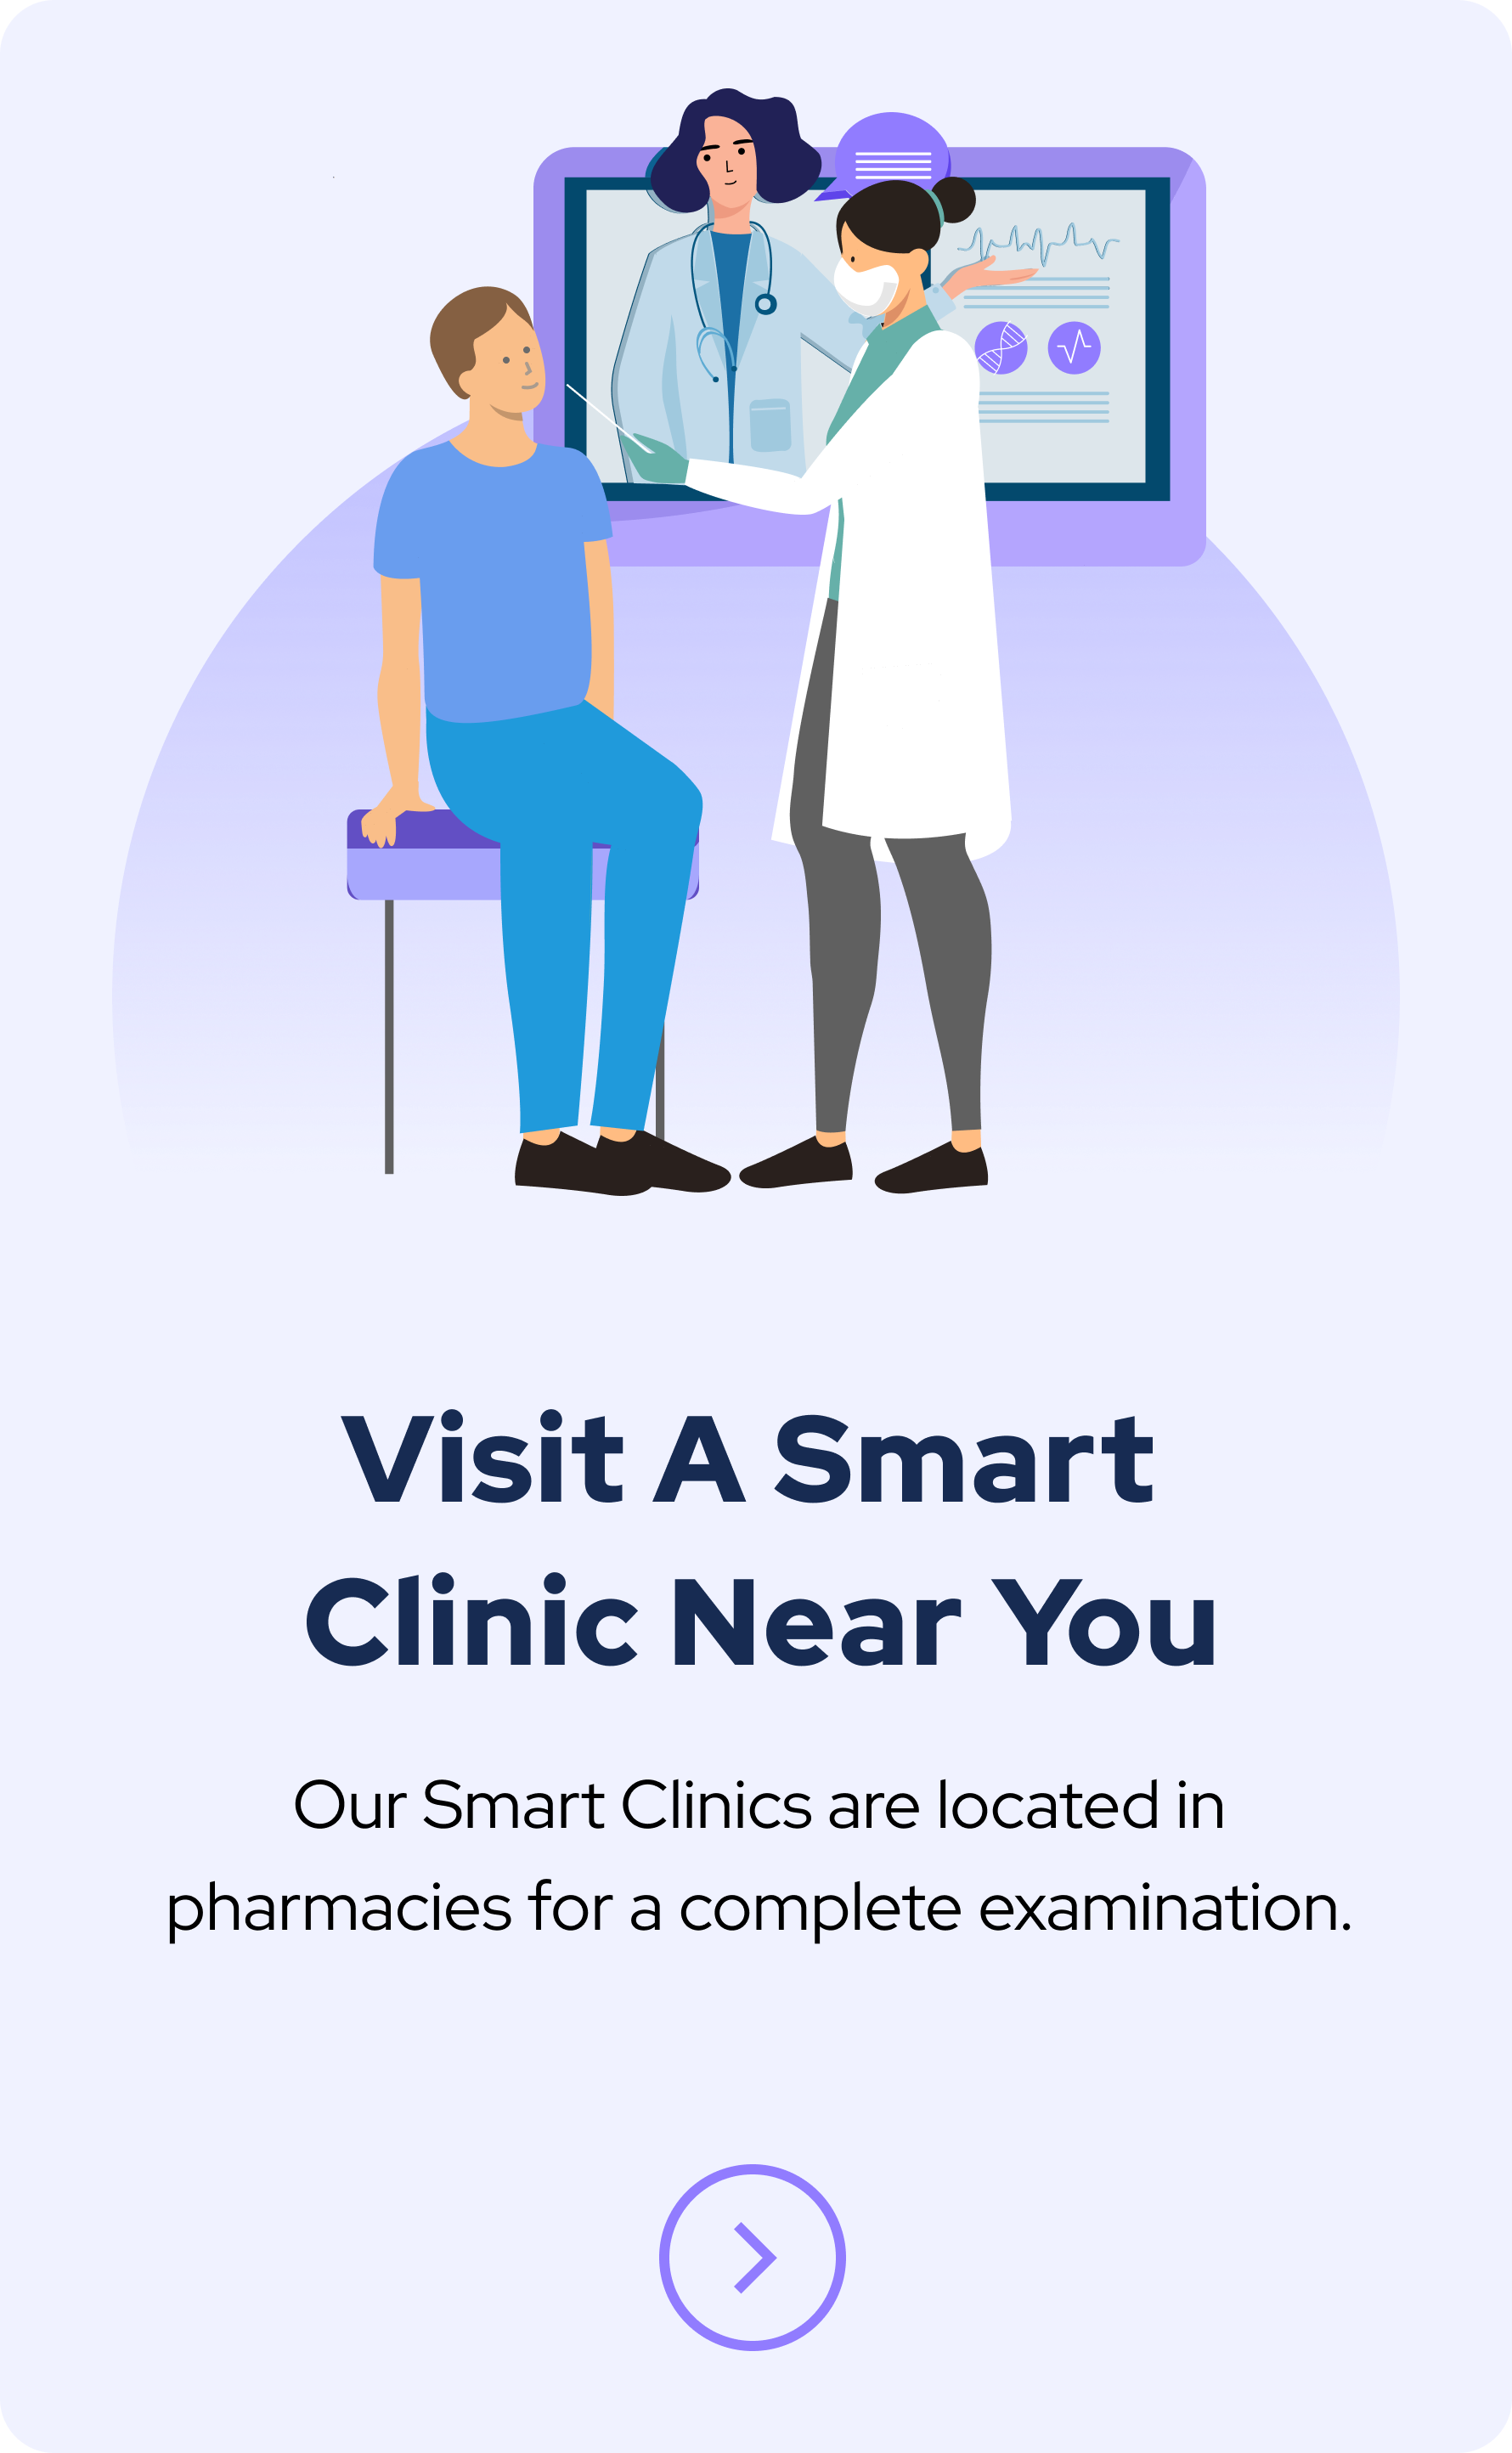 Visit A Smart
Clinic Near You
Our Smart Clinics are located in
pharmacies for a complete examination.